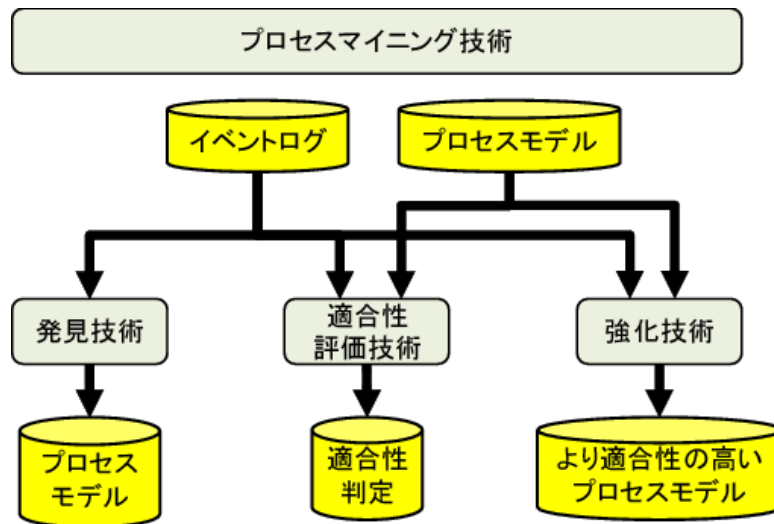 プロセスマイニング技術
イベントログ
プロセスモデル
発見技術
適合性
評価技術
強化技術
プロセス
モデル
適合性
判定
より適合性の高い
プロセスモデル